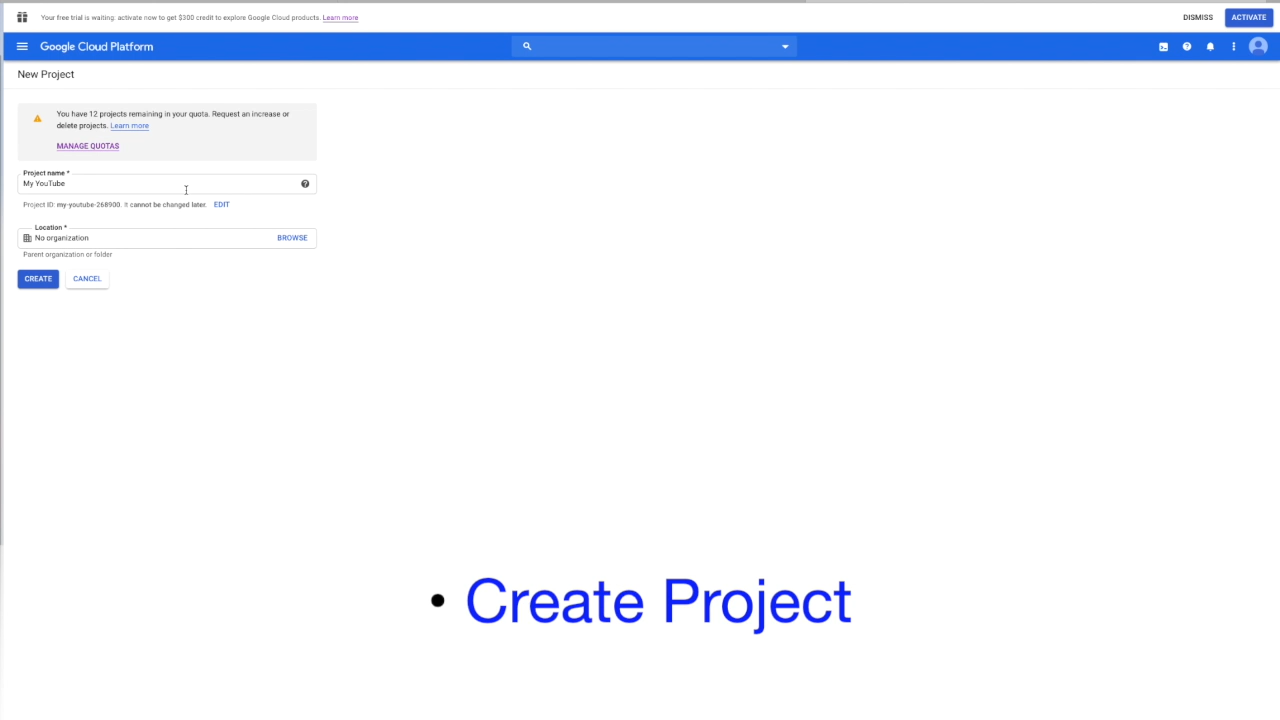 Your free trial is waiting: activate now to get $300 credit to explore Google Cloud products. Learn more
DISMISS
ACTIVATE
Google Cloud Platform
New Project
You have 12 projects remaining in your quota. Request an increase or
delete projects. Learn more
MANAGE QUOTAS
Project name *
My YouTube
Project ID: my-youtube-268900. It cannot be changed later. EDIT
Location *
No organization
BROWSE
Parent organization or folder
CREATE
CANCEL
• Create Project